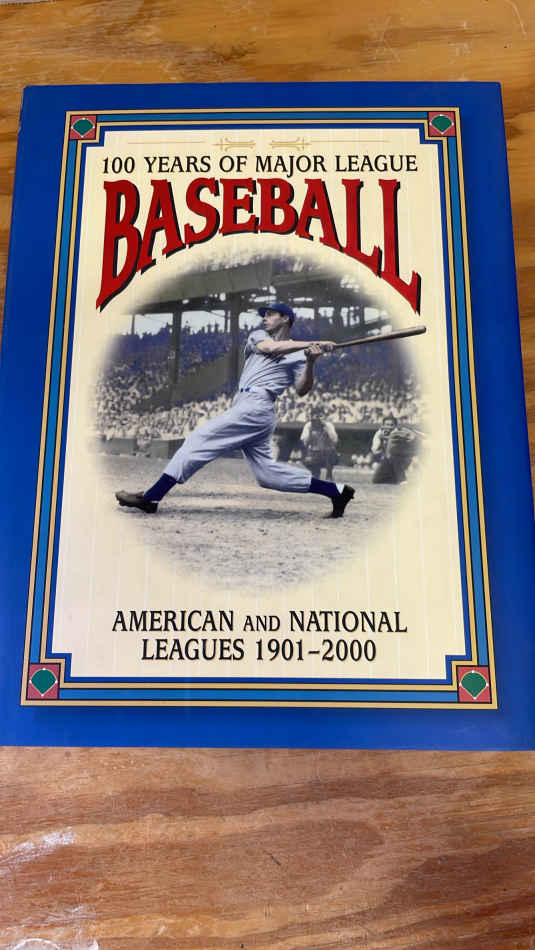 100 YEARS OF MAJOR LEAGUE
BASEBALL
AMERICAN AND NATIONAL
LEAGUES 1901–2000